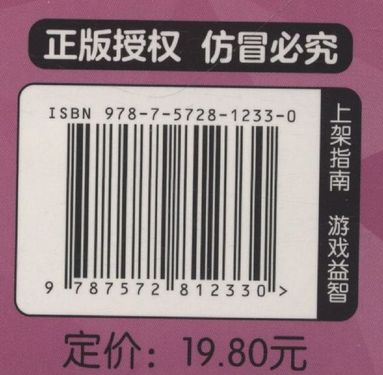 正版授权 仿冒必究
ISBN 978-7-5728-1233-0
9 787572 812330 >
上架指南 游戏益智
定价：19.80元